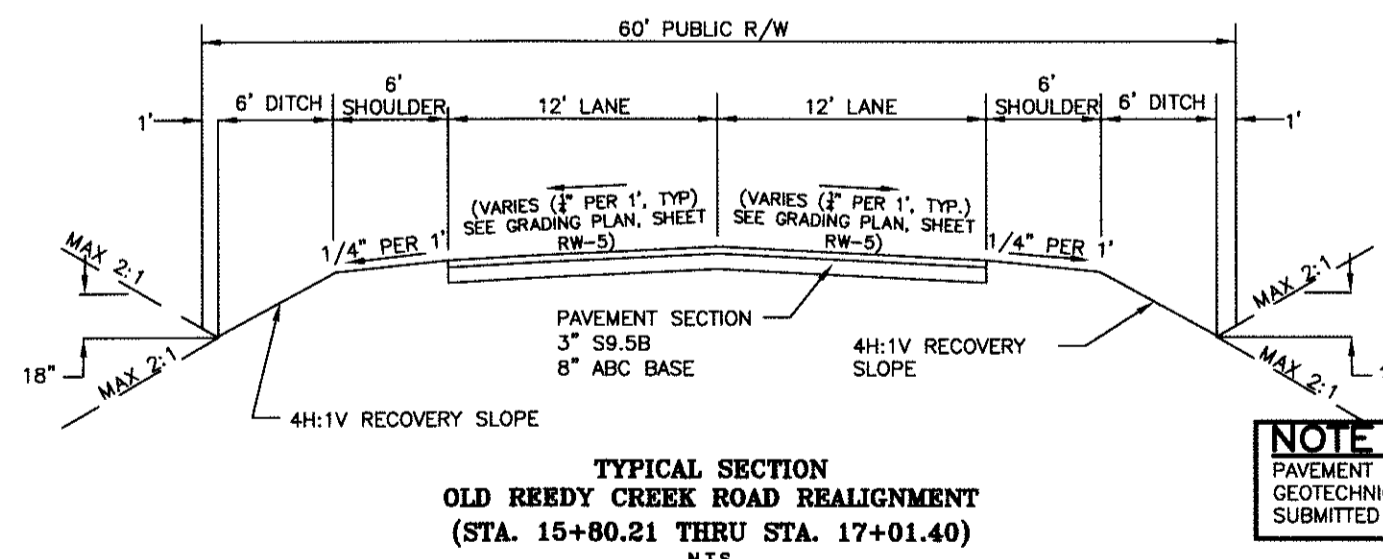 60' PUBLIC R/W
6' DITCH
6'
SHOULDER
12' LANE
12' LANE
6'
SHOULDER
6' DITCH
1'
1'
(VARIES (¼" PER 1', TYP)
SEE GRADING PLAN, SHEET
RW-5)
(VARIES (¼" PER 1', TYP.)
SEE GRADING PLAN, SHEET
RW-5)
1/4" PER 1'
1/4" PER 1'
MAX 2:1
MAX 2:1
MAX 2:1
MAX 2:1
18"
PAVEMENT SECTION
3" S9.5B
8" ABC BASE
4H:1V RECOVERY
SLOPE
4H:1V RECOVERY SLOPE
TYPICAL SECTION
OLD REEDY CREEK ROAD REALIGNMENT
(STA. 15+80.21 THRU STA. 17+01.40)
N.T.S.
NOTE
PAVEMENT
SUBMITTED